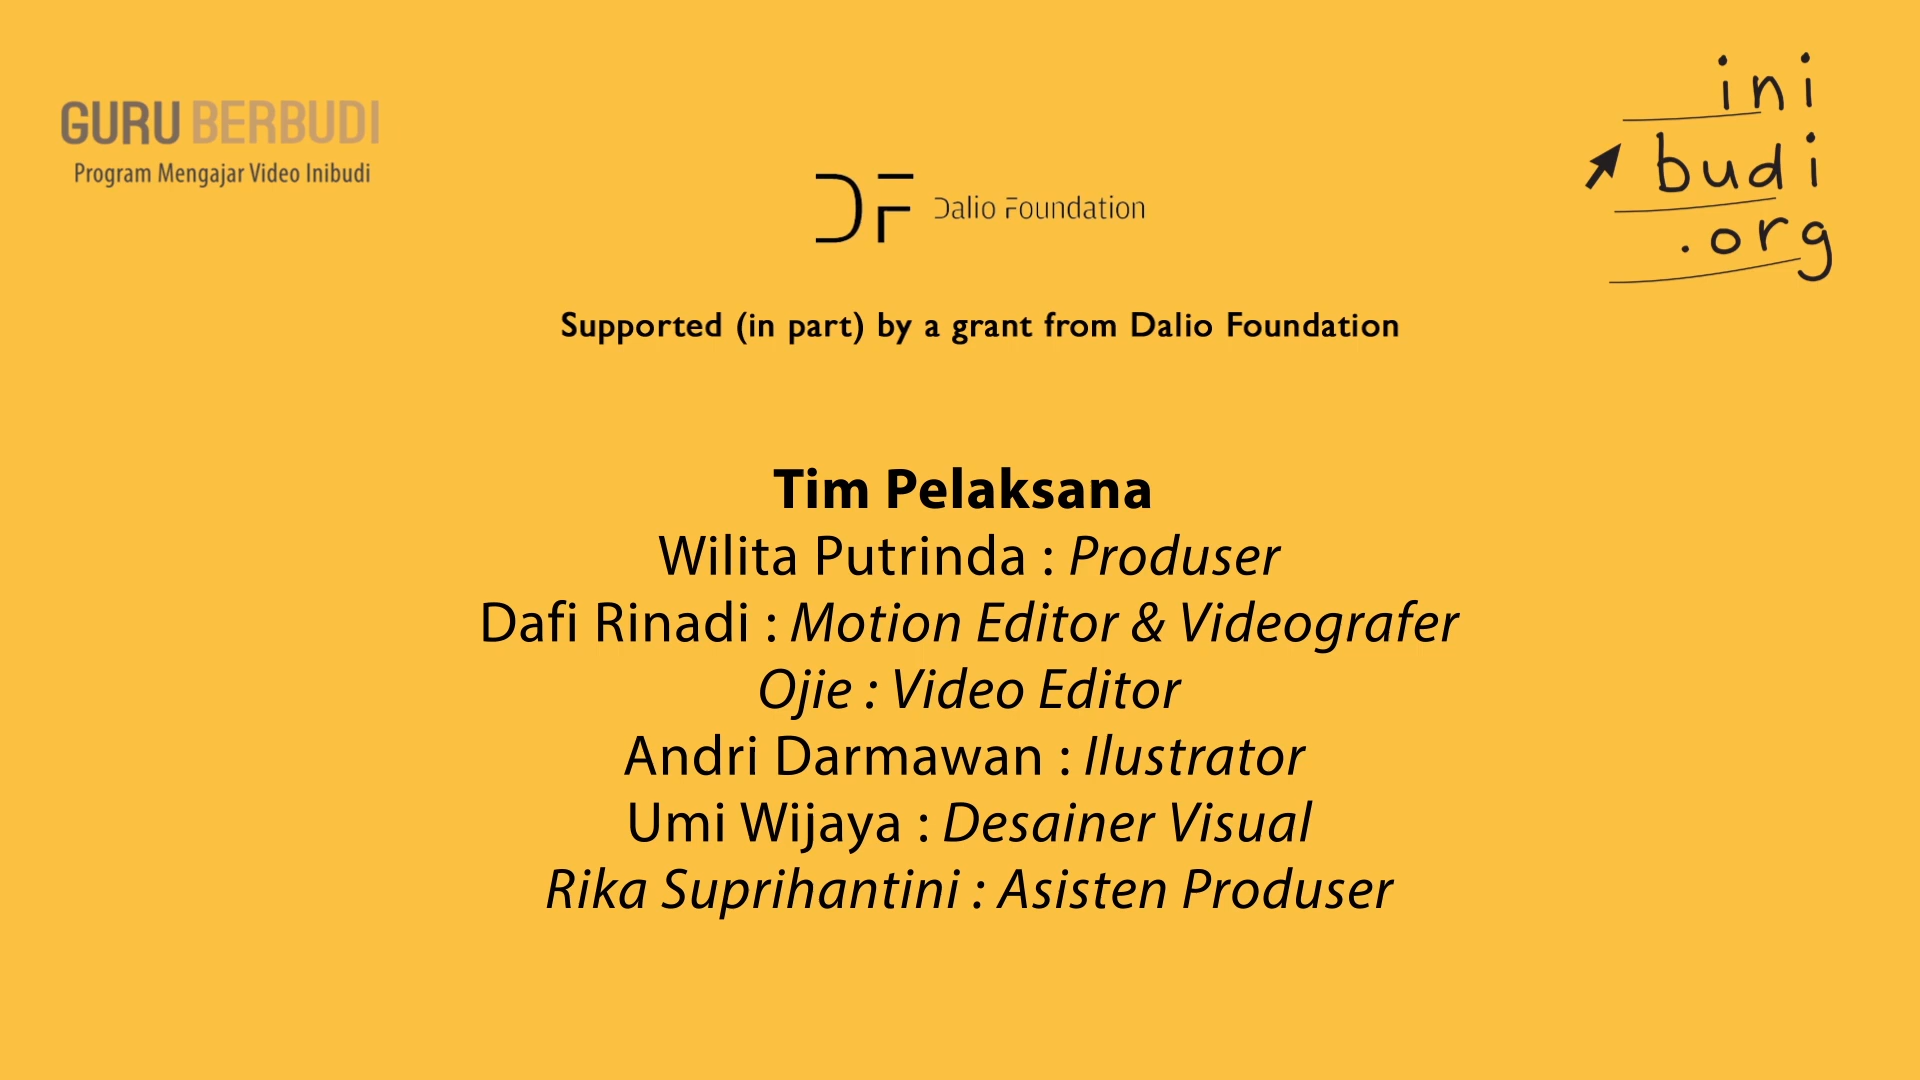 GURU BERBUDI
Program Mengajar Video Inibudi
DF Dalio Foundation
ini
budi
.org
Supported (in part) by a grant from Dalio Foundation
Tim Pelaksana
Wilita Putrinda : Produser
Dafi Rinadi : Motion Editor & Videografer
Ojie : Video Editor
Andri Darmawan : Ilustrator
Umi Wijaya : Desainer Visual
Rika Suprihantini : Asisten Produser